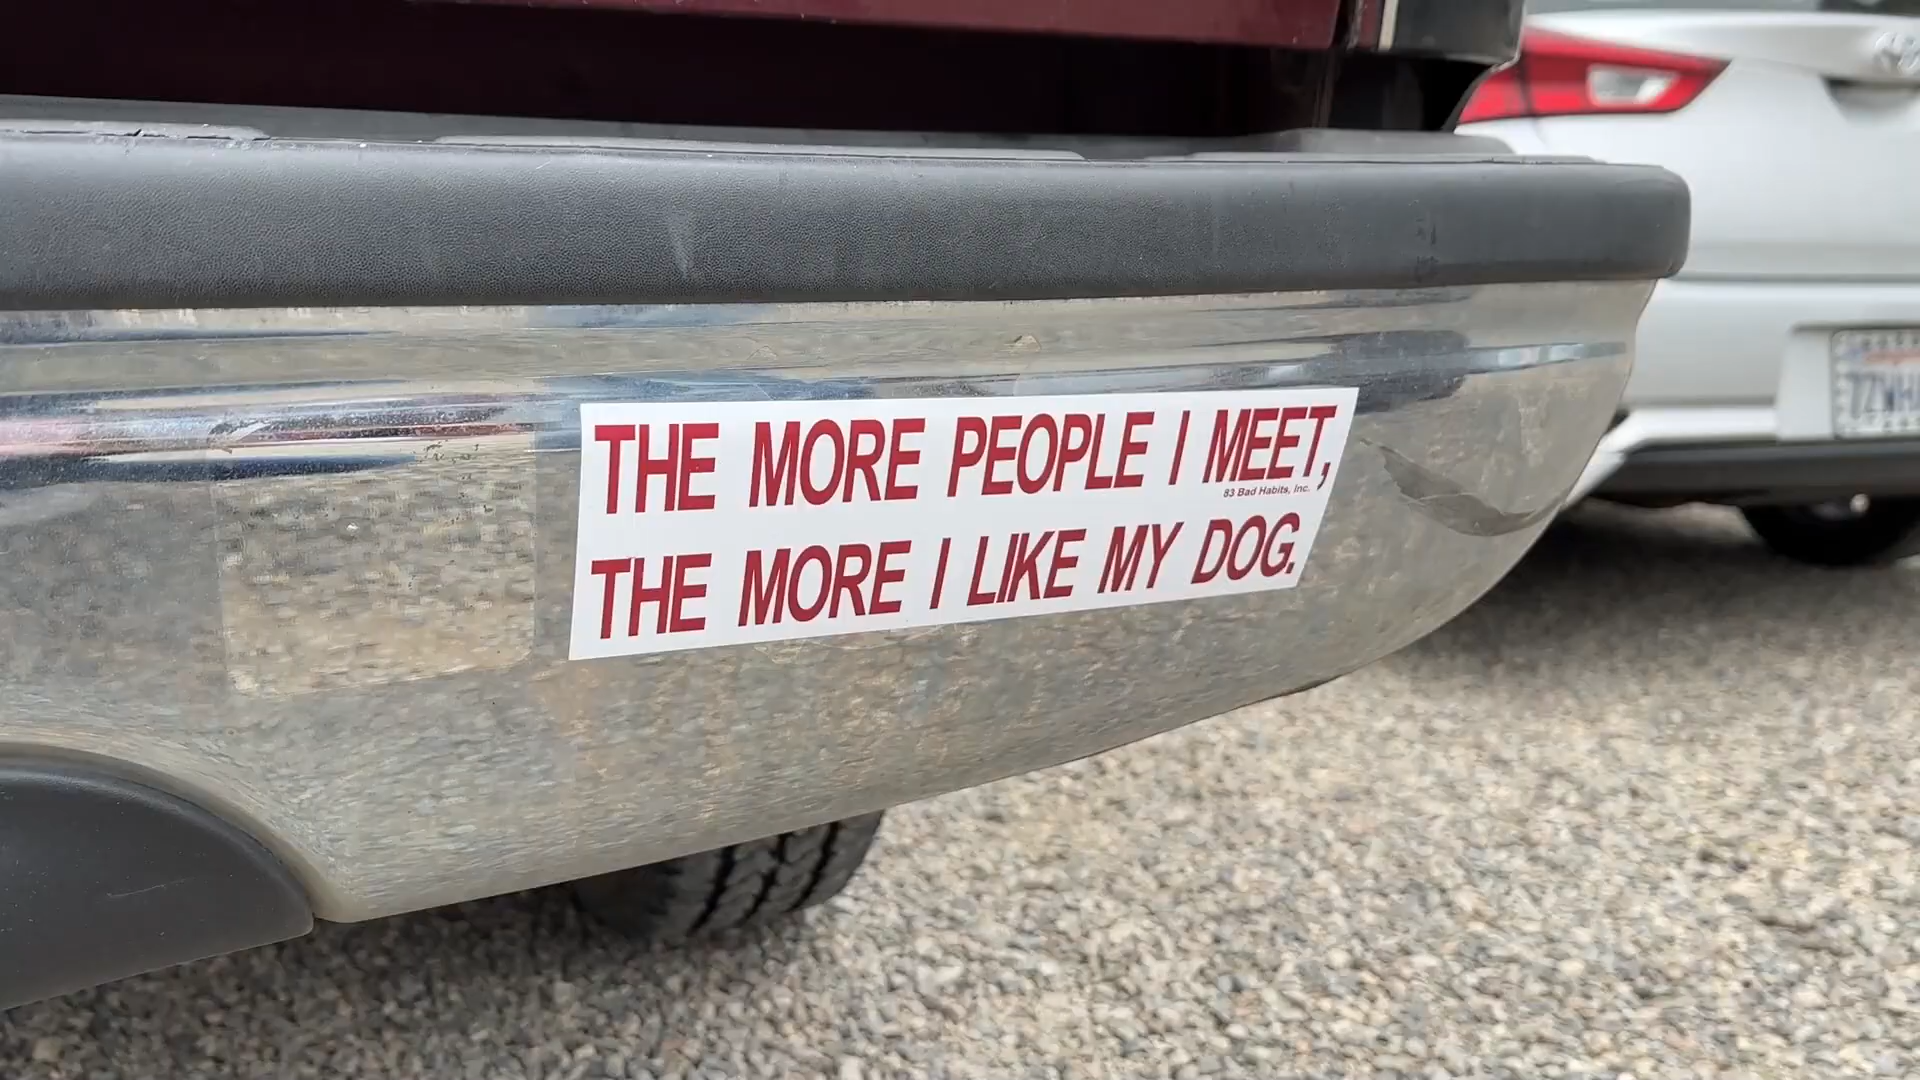 THE MORE PEOPLE I MEET,
83 Bad Habits, Inc.
THE MORE I LIKE MY DOG.